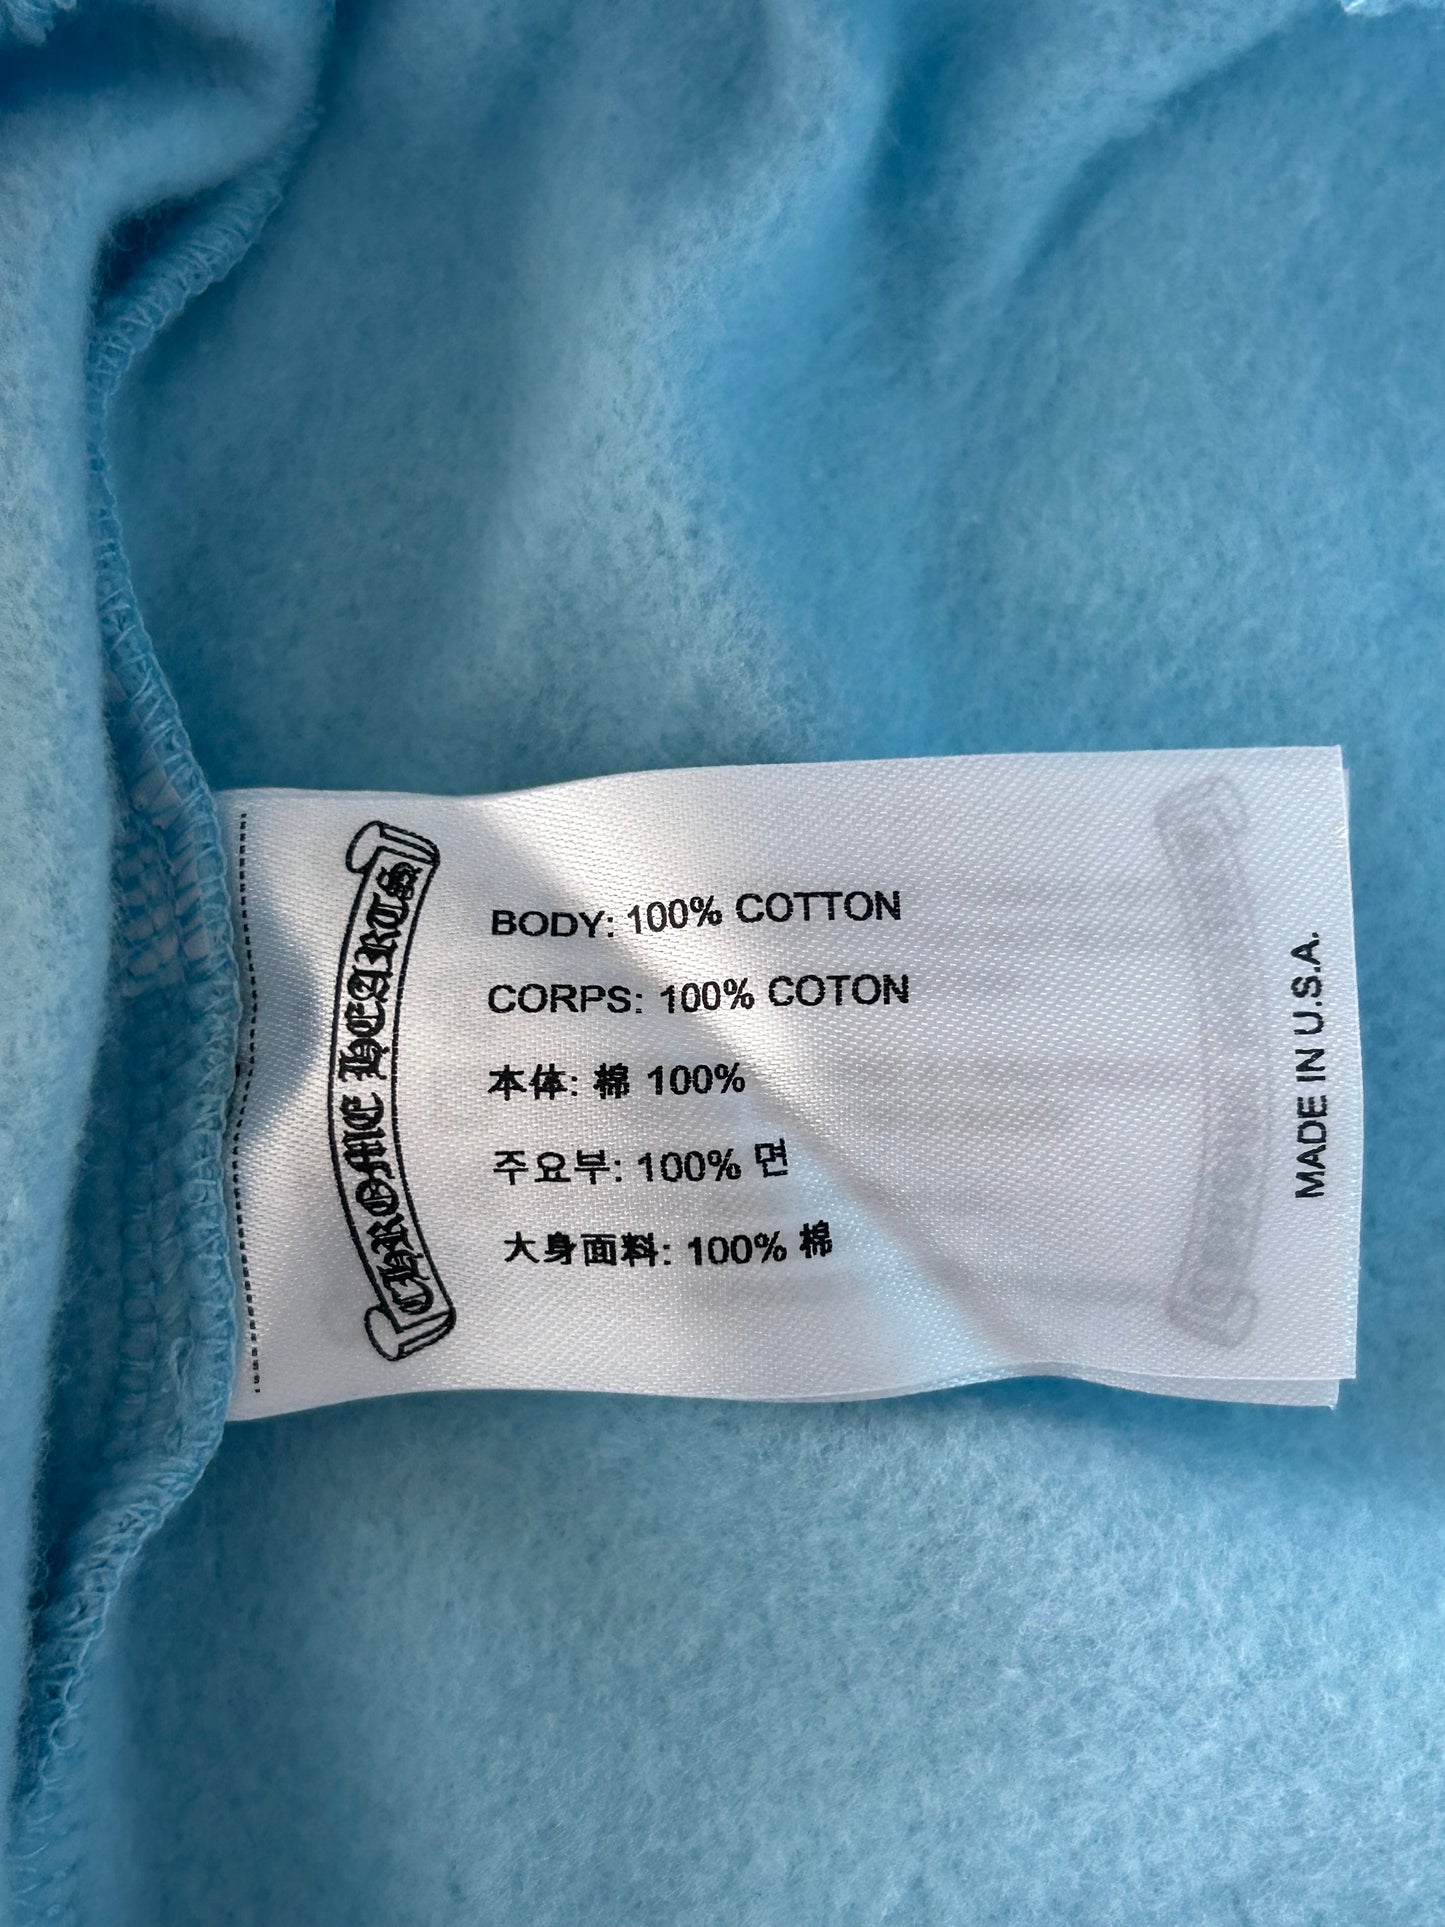 CHROME HEARTS
BODY: 100% COTTON
CORPS: 100% COTON
本体: 棉 100%
주요부: 100% 면
大身面料: 100% 棉
MADE IN U.S.A.